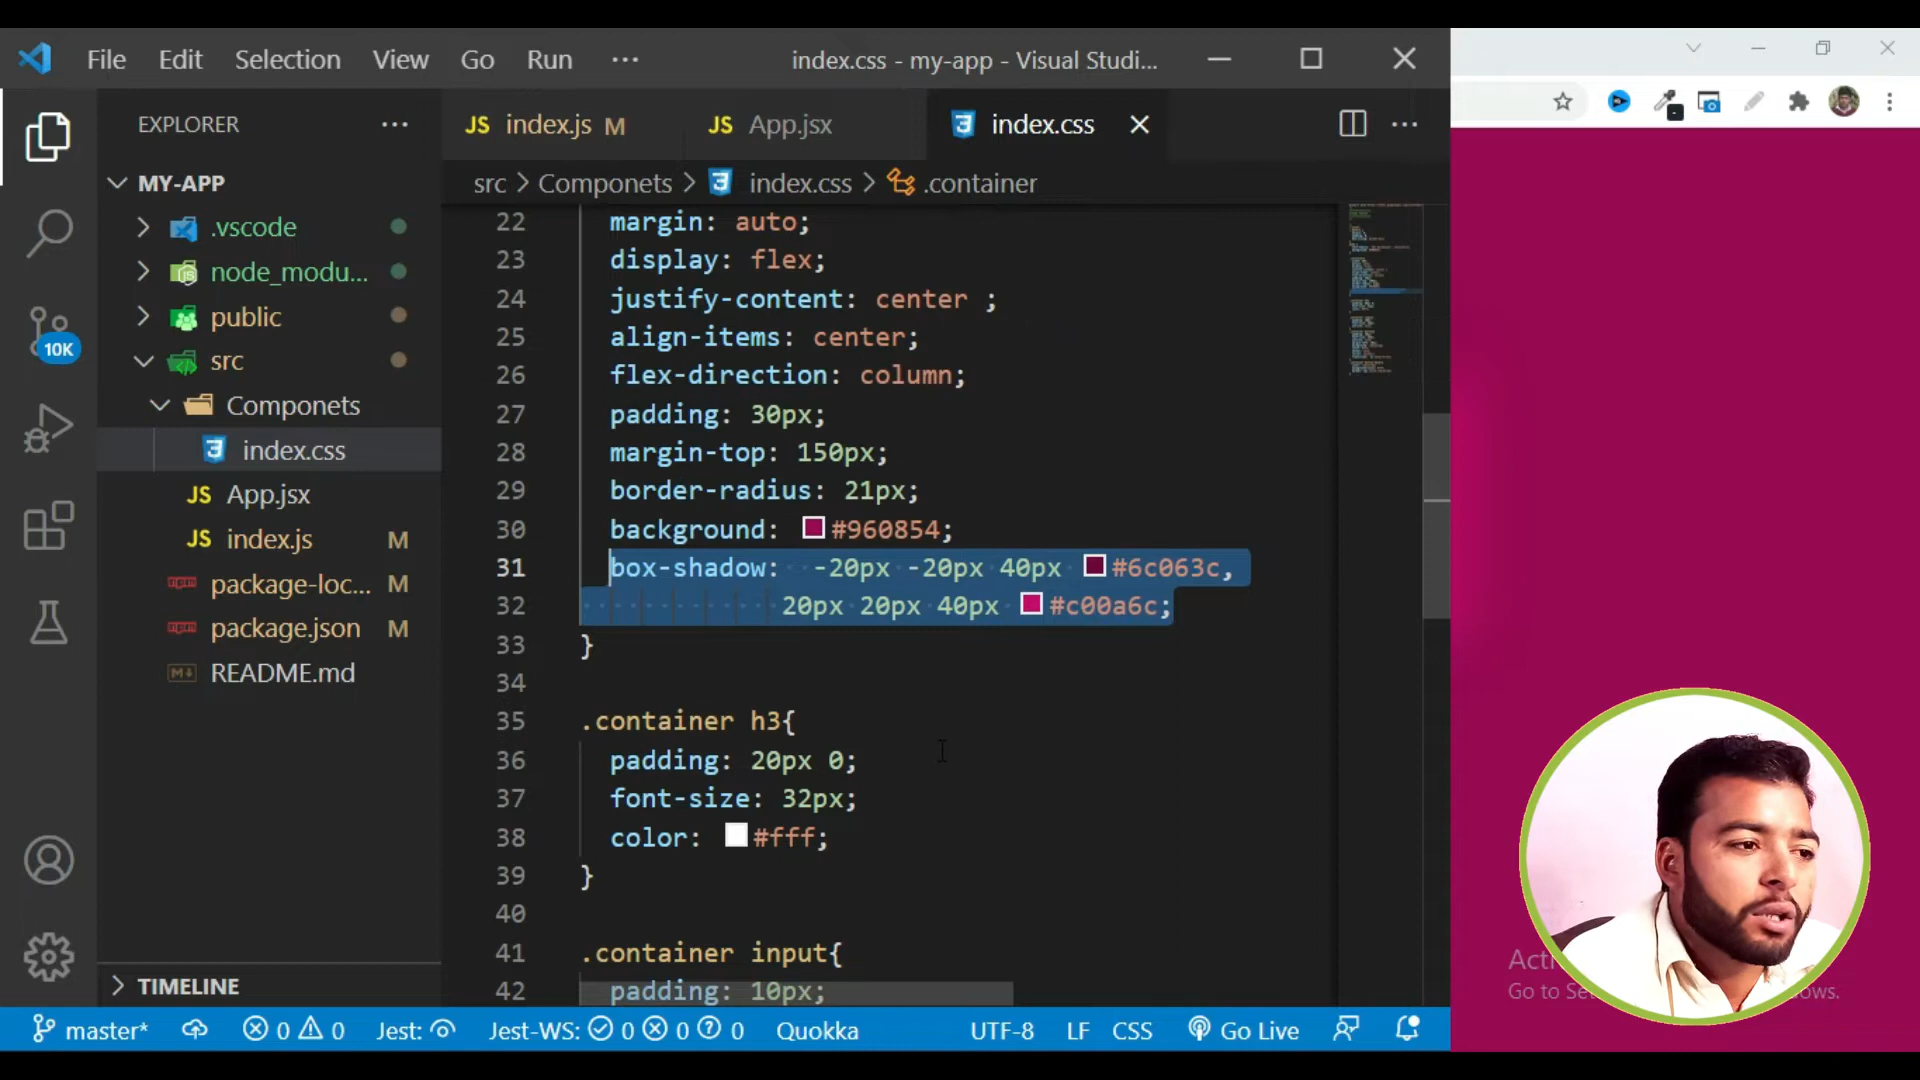 File Edit Selection View Go Run ··· index.css - my-app - Visual Studi...
EXPLORER ···
JS index.js M JS App.jsx index.css
src > Componets > index.css > .container
MY-APP
.vscode
node_modu...
public
src
Componets
index.css
JS App.jsx
JS index.js M
package-loc... M
package.json M
README.md
10K
TIMELINE
22 margin: auto;
23 display: flex;
24 justify-content: center ;
25 align-items: center;
26 flex-direction: column;
27 padding: 30px;
28 margin-top: 150px;
29 border-radius: 21px;
30 background: #960854;
31 box-shadow: -20px -20px 40px #6c063c,
32 20px 20px 40px #c00a6c;
33 }
34
35 .container h3{
36 padding: 20px 0;
37 font-size: 32px;
38 color: #fff;
39 }
40
41 .container input{
42 padding: 10px;
master* 0 0 Jest: Jest-WS: 0 0 0 Quokka UTF-8 LF CSS Go Live